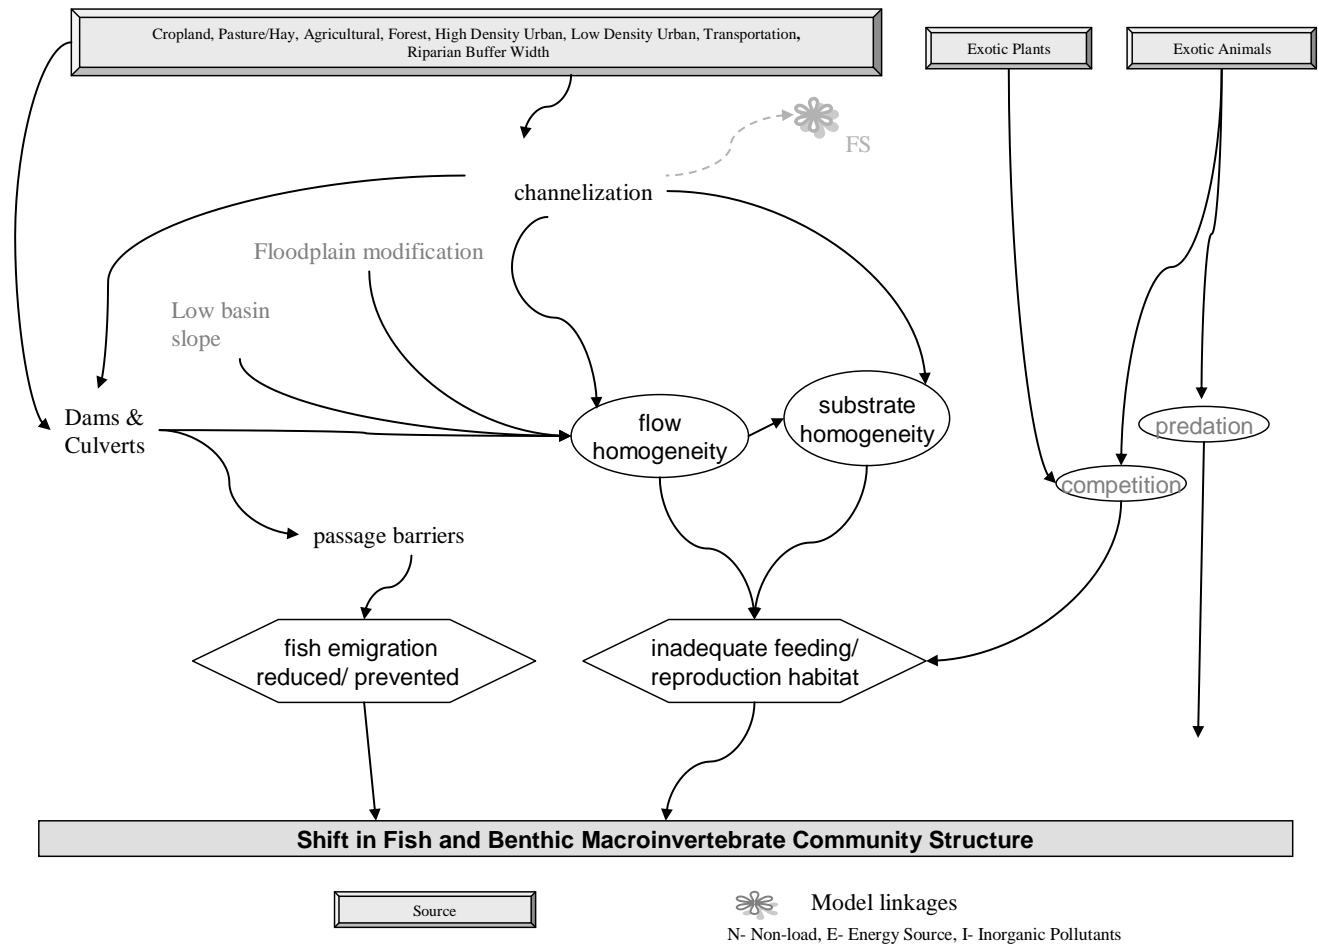 Cropland, Pasture/Hay, Agricultural, Forest, High Density Urban, Low Density Urban, Transportation,
Riparian Buffer Width
Exotic Plants
Exotic Animals
FS
channelization
Floodplain modification
Low basin
slope
Dams &
Culverts
flow
homogeneity
substrate
homogeneity
predation
competition
passage barriers
fish emigration
reduced/ prevented
inadequate feeding/
reproduction habitat
Shift in Fish and Benthic Macroinvertebrate Community Structure
Source
Model linkages
N- Non-load, E- Energy Source, I- Inorganic Pollutants